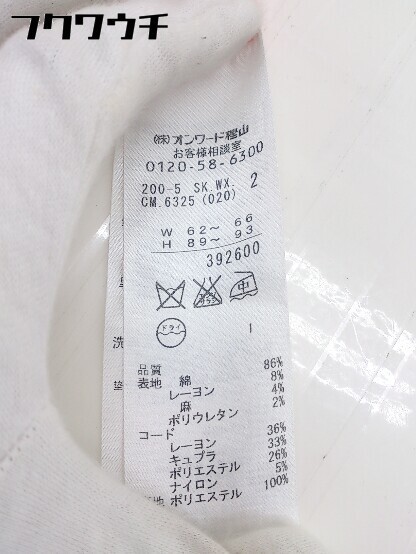 フクワウチ
(株)オンワード樫山
お客様相談室
0120-58-6300
200-5 SK.WX. 2
CM.6325 (020)
W 62~ 66
H 89~ 93
392600
中
ドライ
1
品質
表地 綿 86%
レーヨン 8%
麻 4%
ポリウレタン 2%
コード
レーヨン 36%
キュプラ 33%
ポリエステル 26%
ナイロン 5%
地 ポリエステル 100%
洗